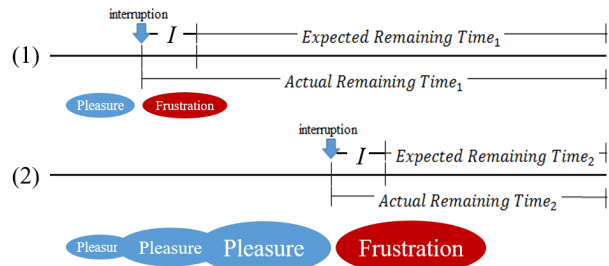 interruption
I Expected Remaining Time₁
(1)
Actual Remaining Time₁
Pleasure Frustration
interruption
I Expected Remaining Time₂
(2)
Actual Remaining Time₂
Pleasur Pleasure Pleasure Frustration